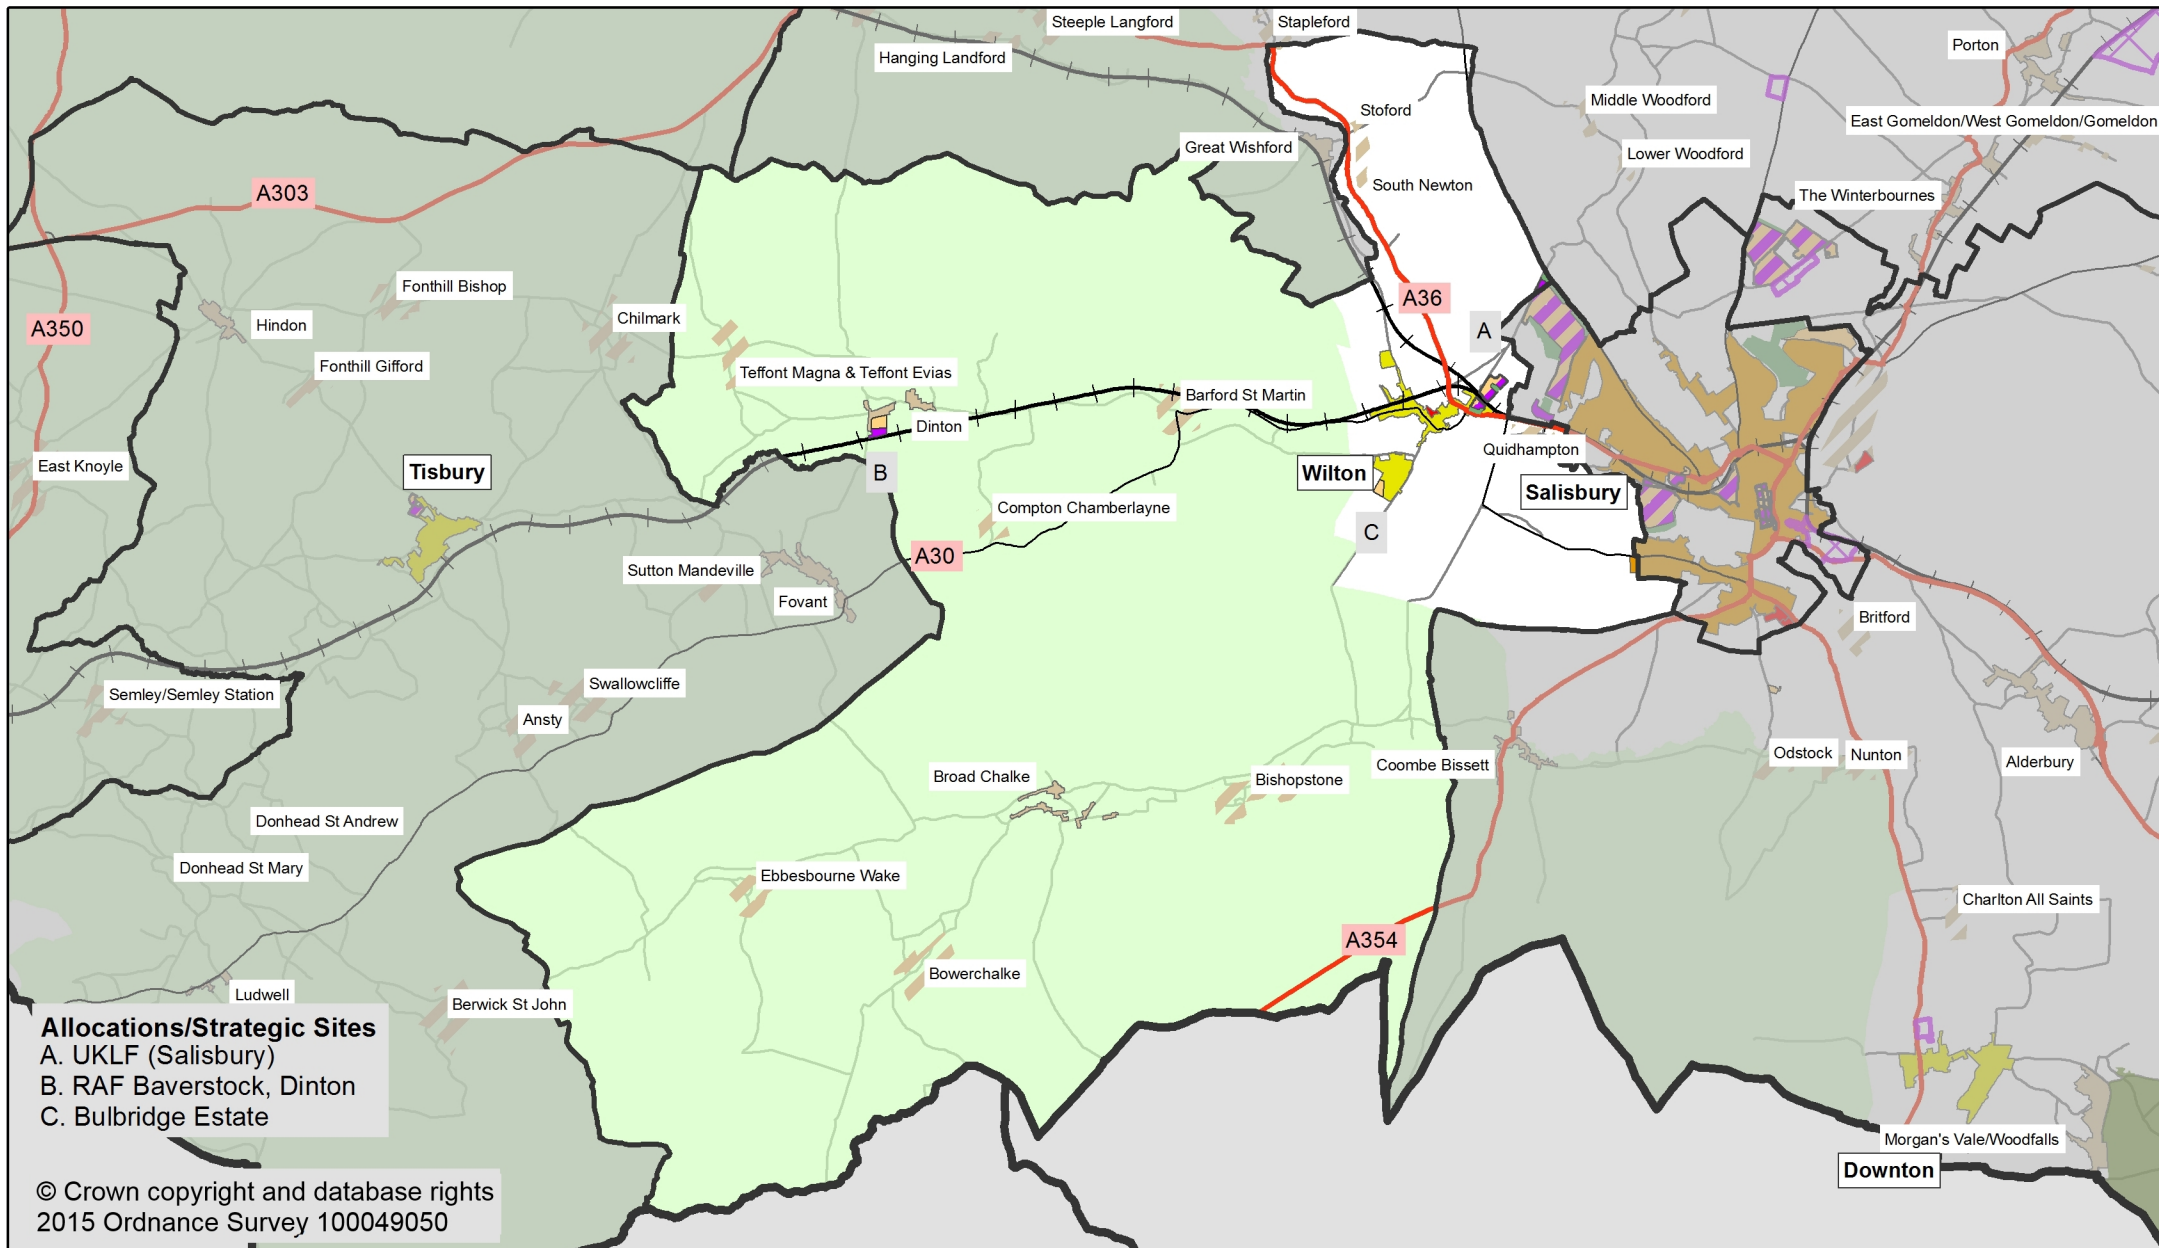 Steeple Langford
Stapleford
Porton
Hanging Landford
Middle Woodford
Stoford
East Gomeldon/West Gomeldon/Gomeldon
Great Wishford
Lower Woodford
South Newton
A303
The Winterbournes
Fonthill Bishop
A36
Chilmark
Hindon
A350
A
Fonthill Gifford
Teffont Magna & Teffont Evias
Barford St Martin
Dinton
Quidhampton
East Knoyle
Tisbury
B
Wilton
Salisbury
Compton Chamberlayne
C
A30
Sutton Mandeville
Fovant
Britford
Swallowcliffe
Semley/Semley Station
Ansty
Odstock
Nunton
Alderbury
Coombe Bissett
Broad Chalke
Bishopstone
Donhead St Andrew
Donhead St Mary
Ebbesbourne Wake
Charlton All Saints
A354
Bowerchalke
Ludwell
Berwick St John
Allocations/Strategic Sites
A. UKLF (Salisbury)
B. RAF Baverstock, Dinton
C. Bulbridge Estate
Morgan's Vale/Woodfalls
Downton
© Crown copyright and database rights
2015 Ordnance Survey 100049050